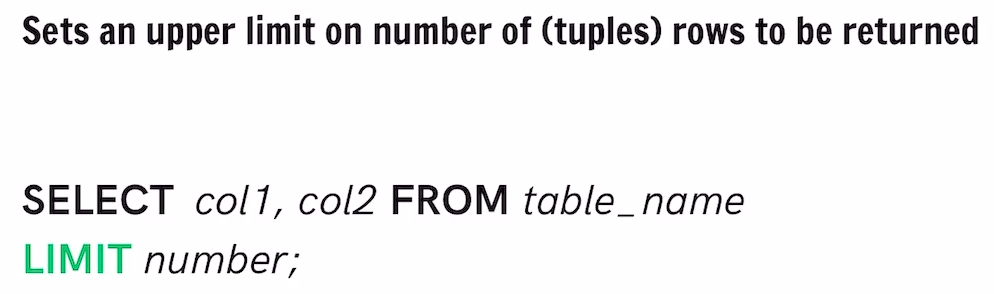 Sets an upper limit on number of (tuples) rows to be returned
SELECT col1, col2 FROM table_name
LIMIT number;